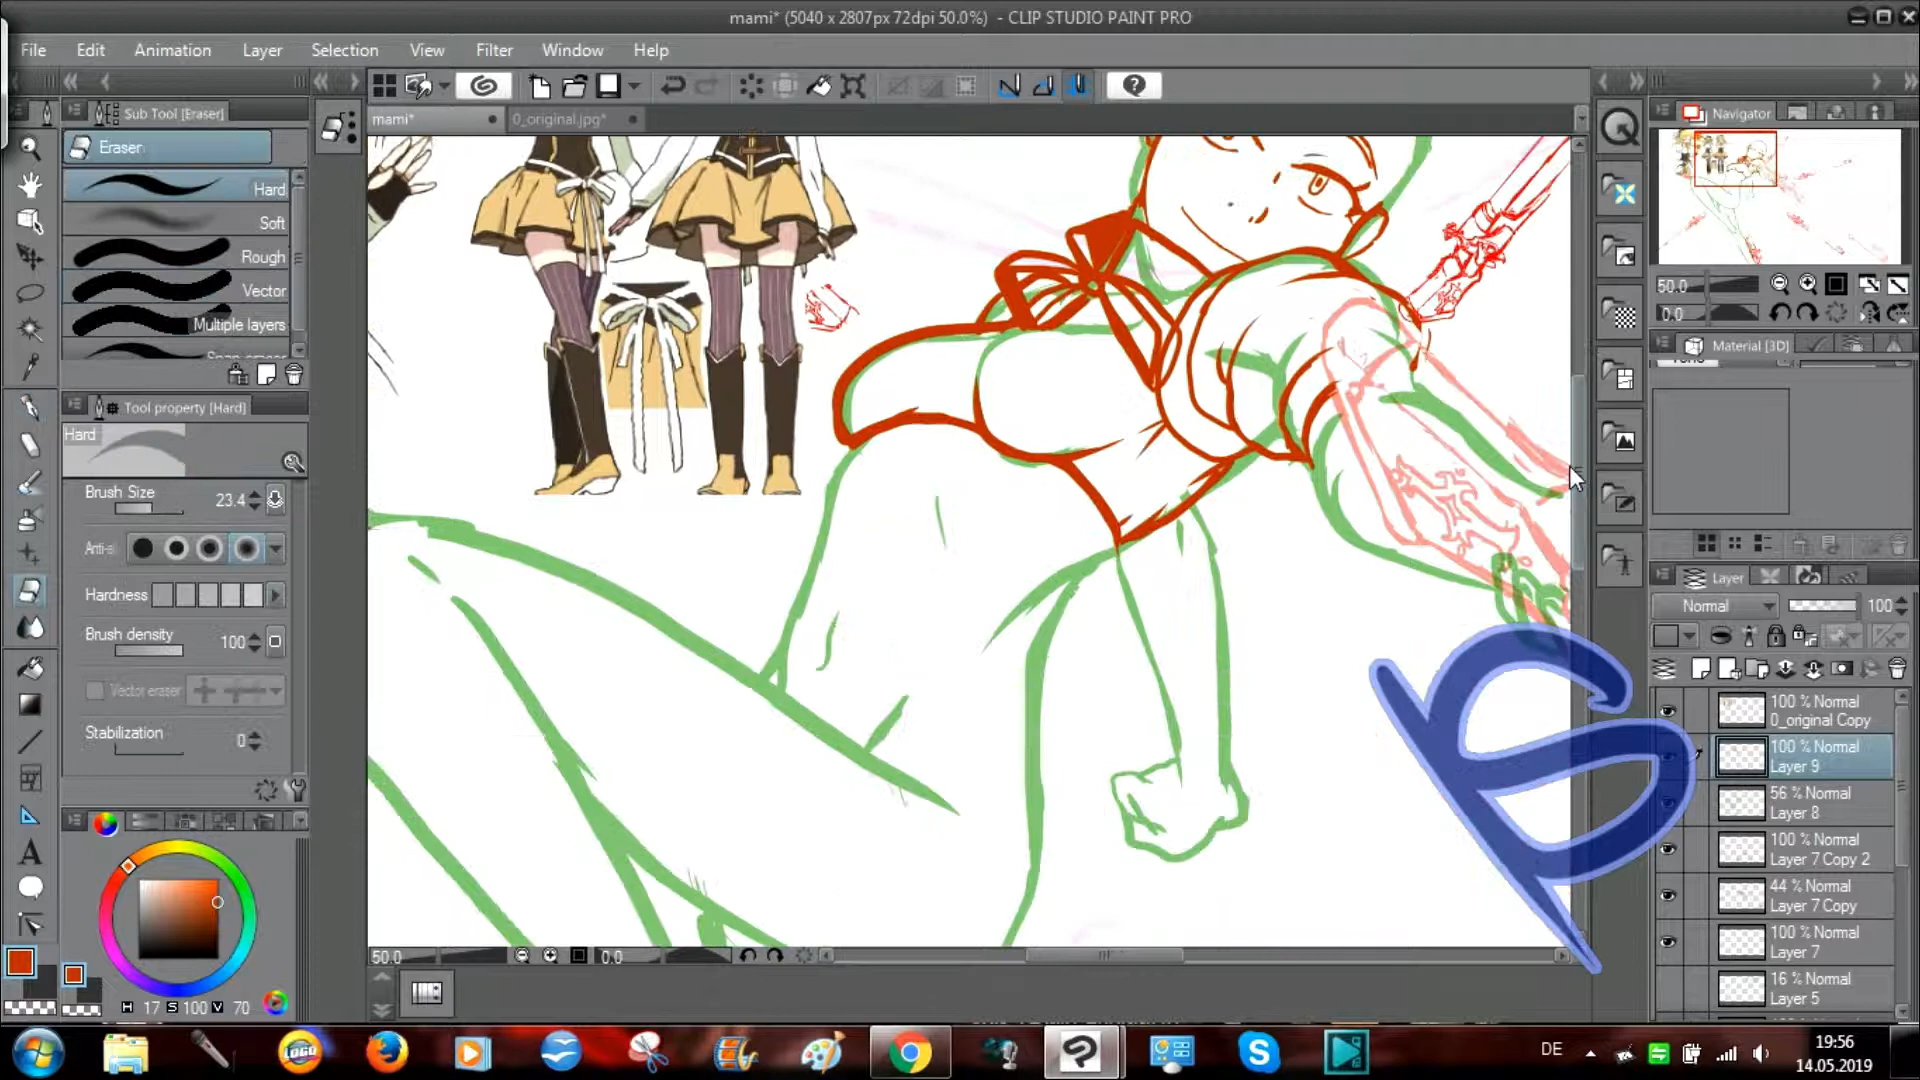 mami* (5040 x 2807px 72dpi 50.0%) - CLIP STUDIO PAINT PRO
File Edit Animation Layer Selection View Filter Window Help
Sub Tool [Eraser]
mami* 0_original.jpg*
Navigator
Eraser
Hard
Soft
Rough
Vector
Multiple layers
50.0
0.0
Material [3D]
Tool property [Hard]
Hard
Brush Size 23.4
Hardness
Brush density 100
Vector eraser
Stabilization 0
Layer
Normal 100
100 % Normal
0_original Copy
100 % Normal
Layer 9
56 % Normal
Layer 8
100 % Normal
Layer 7 Copy 2
44 % Normal
Layer 7 Copy
100 % Normal
Layer 7
16 % Normal
Layer 5
50.0 0.0
H 17 S 100 V 70
LOGO
DE
19:56
14.05.2019